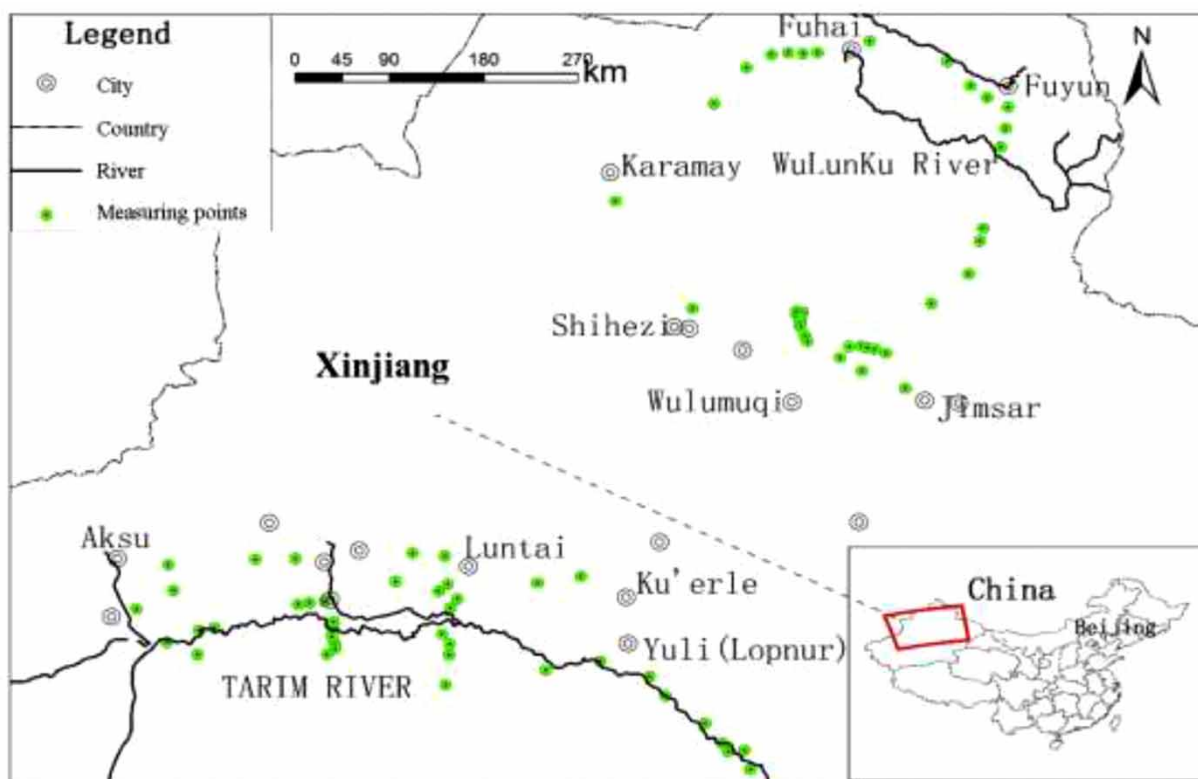 Legend
City
Country
River
Measuring points
0 45 90 180 270
km
N
Fuhai
Fuyun
Karamay
WuLunKu River
Shihezi
Xinjiang
Wulumuqi
Jimsar
Aksu
Luntai
Ku'erle
Yuli(Lopnur)
TARIM RIVER
China
Beijing